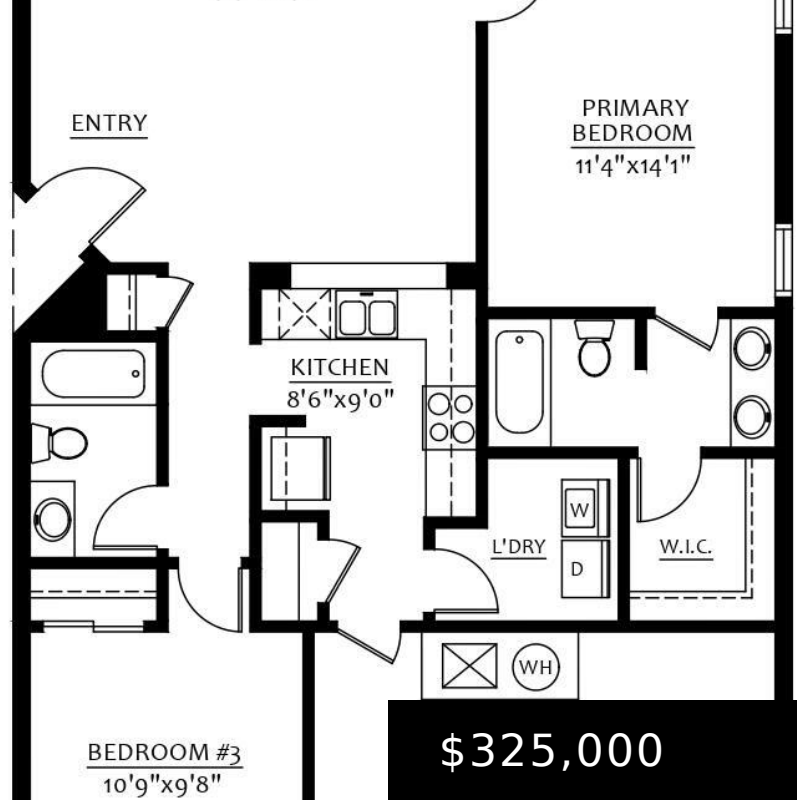 ENTRY
PRIMARY
BEDROOM
11'4"x14'1"
KITCHEN
8'6"x9'0"
W
L'DRY
W.I.C.
D
WH
$325,000
BEDROOM #3
10'9"x9'8"